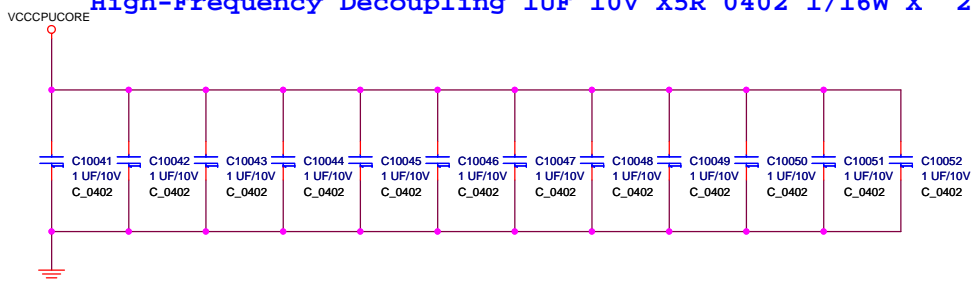 High-Frequency Decoupling 1UF 10V X5R 0402 1/16W X 2
VCCCPUCORE
C10041 C10042 C10043 C10044 C10045 C10046 C10047 C10048 C10049 C10050 C10051 C10052
1 UF/10V 1 UF/10V 1 UF/10V 1 UF/10V 1 UF/10V 1 UF/10V 1 UF/10V 1 UF/10V 1 UF/10V 1 UF/10V 1 UF/10V 1 UF/10V
C_0402 C_0402 C_0402 C_0402 C_0402 C_0402 C_0402 C_0402 C_0402 C_0402 C_0402 C_0402